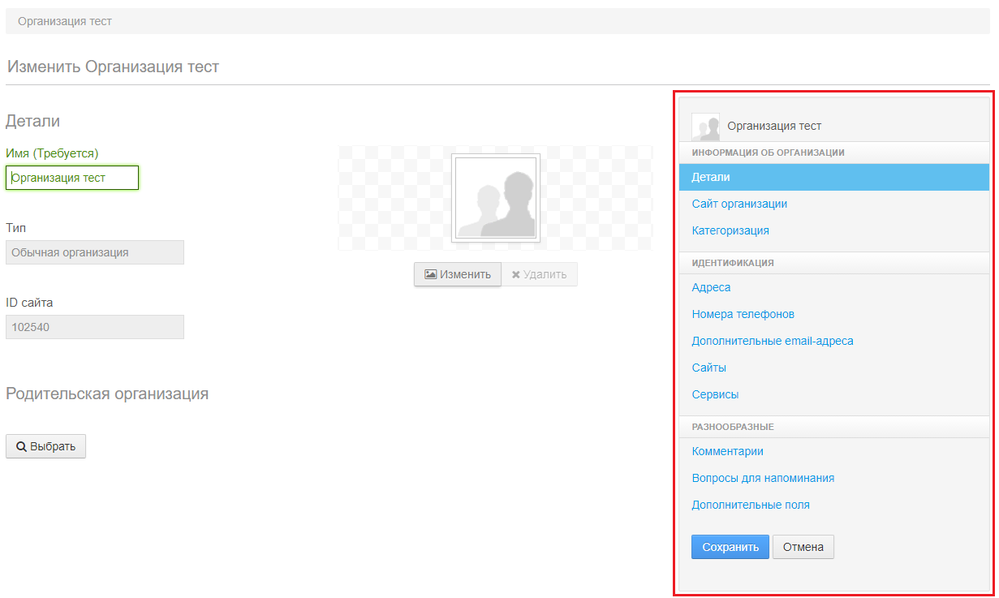 Организация тест
Изменить Организация тест
Детали
Имя (Требуется)
Организация тест
Тип
Обычная организация
ID сайта
102540
Изменить
Удалить
Родительская организация
Выбрать
Организация тест
ИНФОРМАЦИЯ ОБ ОРГАНИЗАЦИИ
Детали
Сайт организации
Категоризация
ИДЕНТИФИКАЦИЯ
Адреса
Номера телефонов
Дополнительные email-адреса
Сайты
Сервисы
РАЗНООБРАЗНЫЕ
Комментарии
Вопросы для напоминания
Дополнительные поля
Сохранить
Отмена